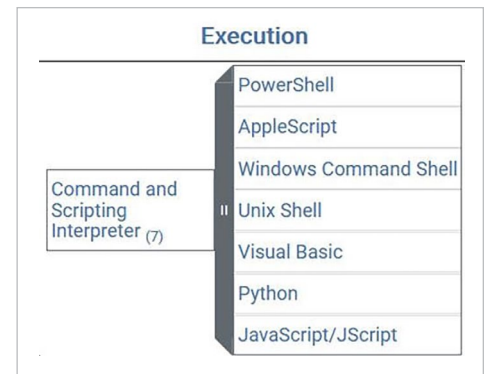 Execution
Command and
Scripting
Interpreter (7)
PowerShell
AppleScript
Windows Command Shell
Unix Shell
Visual Basic
Python
JavaScript/JScript